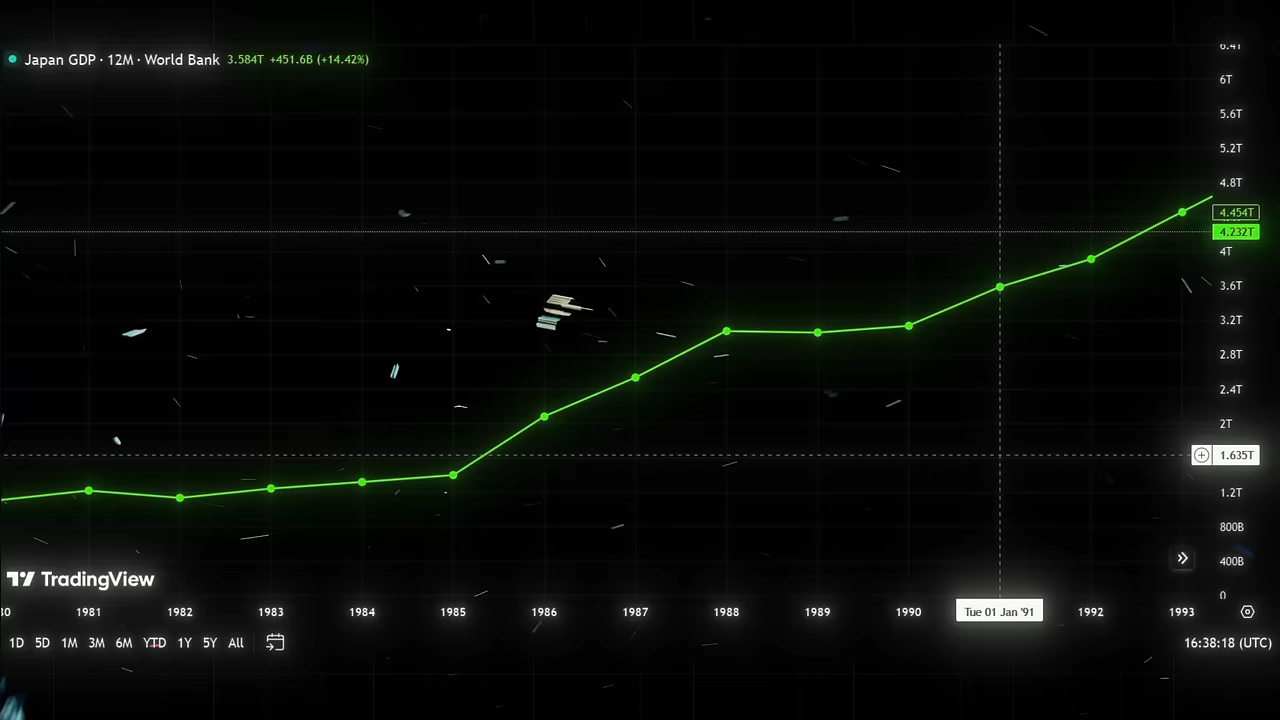 Japan GDP · 12M · World Bank 3.584T +451.6B (+14.42%)
6.4T
6T
5.6T
5.2T
4.8T
4.454T
4.232T
4T
3.6T
3.2T
2.8T
2.4T
2T
1.635T
1.2T
800B
400B
0
TradingView
1981 1982 1983 1984 1985 1986 1987 1988 1989 1990 Tue 01 Jan '91 1992 1993
1D 5D 1M 3M 6M YTD 1Y 5Y All 16:38:18 (UTC)